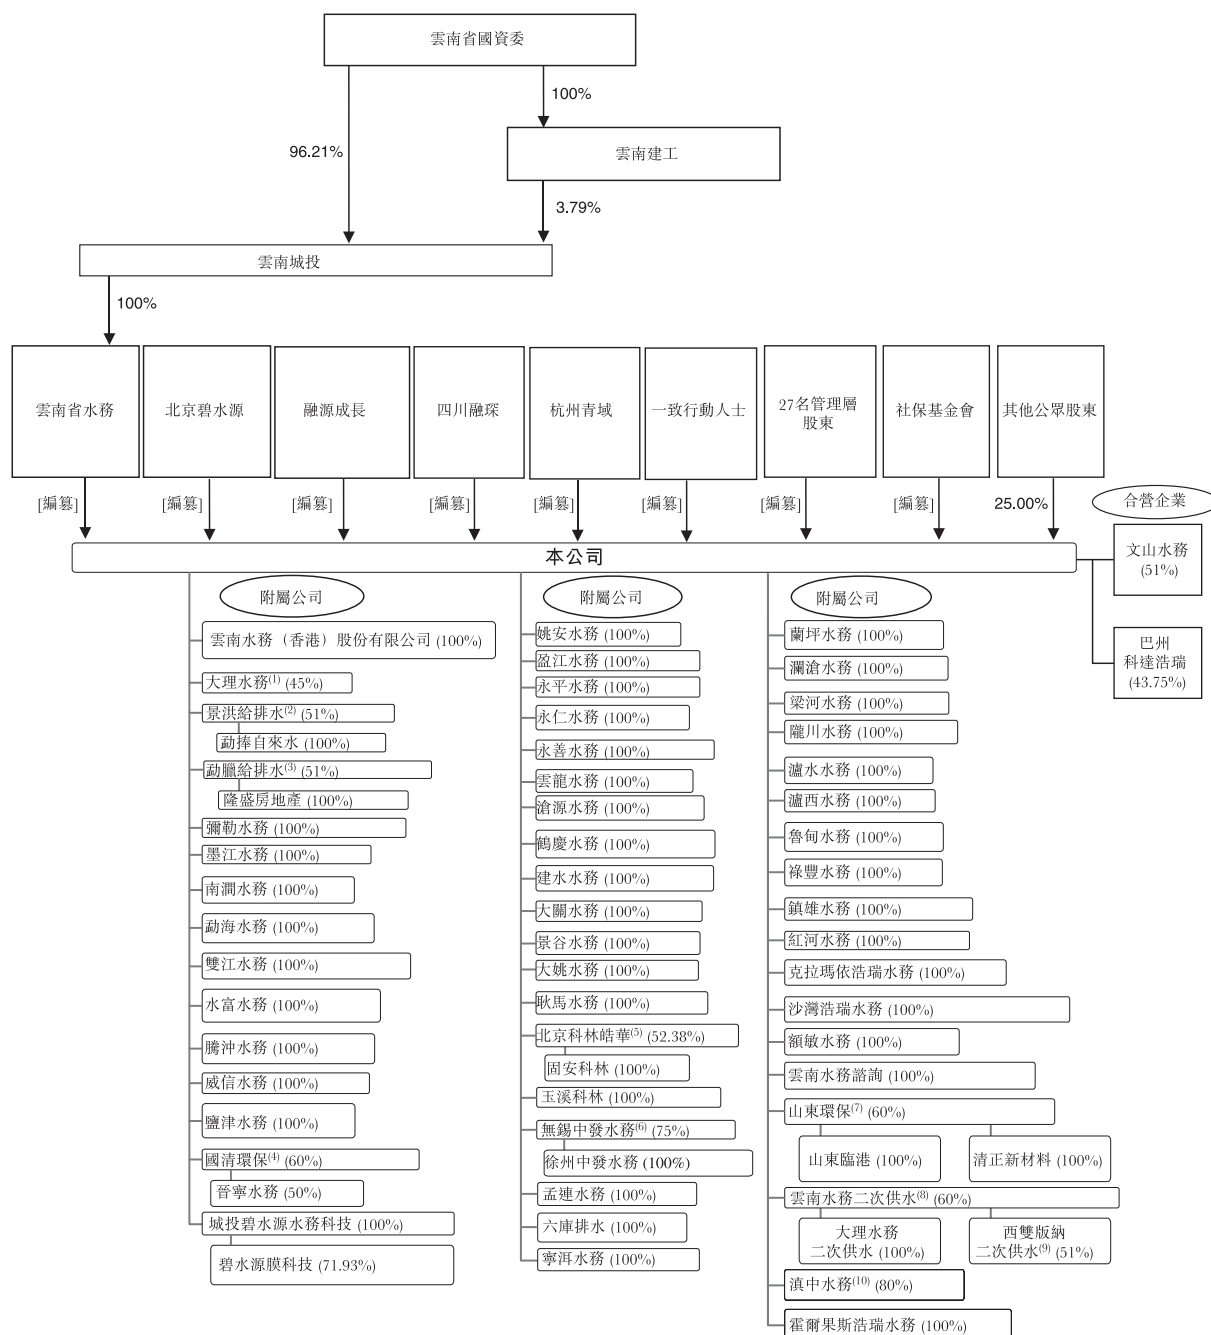 雲南省國資委
100%
雲南建工
96.21%
3.79%
雲南城投
100%
雲南省水務
北京碧水源
融源成長
四川融琛
杭州青域
一致行動人士
27名管理層
股東
社保基金會
其他公眾股東
[編纂]
[編纂]
[編纂]
[編纂]
[編纂]
[編纂]
[編纂]
[編纂]
25.00%
合營企業
本公司
文山水務
(51%)
巴州
科達浩瑞
(43.75%)
附屬公司
雲南水務（香港）股份有限公司 (100%)
大理水務(1) (45%)
景洪給排水(2) (51%)
勐捧自來水 (100%)
勐臘給排水(3) (51%)
隆盛房地產 (100%)
彌勒水務 (100%)
墨江水務 (100%)
南澗水務 (100%)
勐海水務 (100%)
雙江水務 (100%)
水富水務 (100%)
騰沖水務 (100%)
威信水務 (100%)
鹽津水務 (100%)
國清環保(4) (60%)
晉寧水務 (50%)
城投碧水源水務科技 (100%)
碧水源膜科技 (71.93%)
附屬公司
姚安水務 (100%)
盈江水務 (100%)
永平水務 (100%)
永仁水務 (100%)
永善水務 (100%)
雲龍水務 (100%)
滄源水務 (100%)
鶴慶水務 (100%)
建水水務 (100%)
大關水務 (100%)
景谷水務 (100%)
大姚水務 (100%)
耿馬水務 (100%)
北京科林皓華(5) (52.38%)
固安科林 (100%)
玉溪科林 (100%)
無錫中發水務(6) (75%)
徐州中發水務 (100%)
孟連水務 (100%)
六庫排水 (100%)
寧洱水務 (100%)
附屬公司
蘭坪水務 (100%)
瀾滄水務 (100%)
梁河水務 (100%)
隴川水務 (100%)
瀘水水務 (100%)
瀘西水務 (100%)
魯甸水務 (100%)
祿豐水務 (100%)
鎮雄水務 (100%)
紅河水務 (100%)
克拉瑪依浩瑞水務 (100%)
沙灣浩瑞水務 (100%)
額敏水務 (100%)
雲南水務諮詢 (100%)
山東環保(7) (60%)
山東臨港 (100%)
清正新材料 (100%)
雲南水務二次供水(8) (60%)
大理水務
二次供水 (100%)
西雙版納
二次供水(9) (51%)
滇中水務(10) (80%)
霍爾果斯浩瑞水務 (100%)